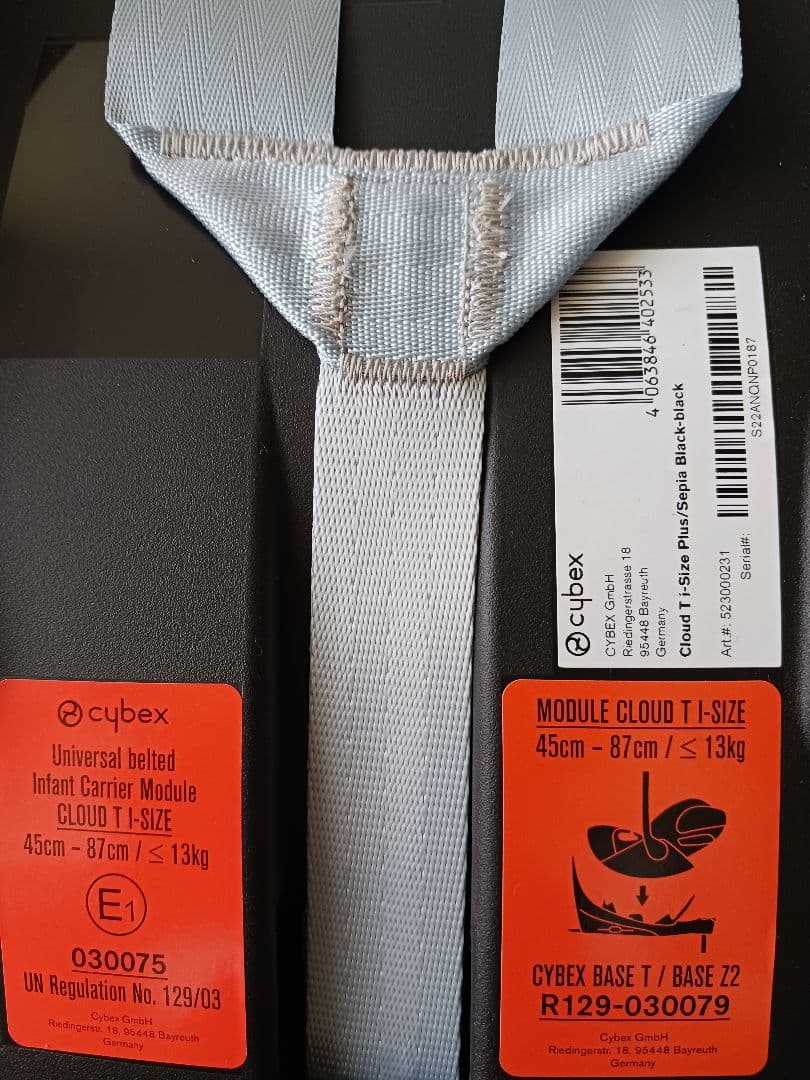 4 063846 402533
cybex
CYBEX GmbH
Riedingerstrasse 18
95448 Bayreuth
Germany
Cloud T i-Size Plus/Sepia Black-black
Art.#: 523000231
Serial#:
S22ANQNP0187
cybex
Universal belted
Infant Carrier Module
CLOUD T I-SIZE
45cm – 87cm / ≤ 13kg
E1
030075
UN Regulation No. 129/03
Cybex GmbH
Riedingerstr. 18, 95448 Bayreuth
Germany
MODULE CLOUD T I-SIZE
45cm – 87cm / ≤ 13kg
CYBEX BASE T / BASE Z2
R129-030079
Cybex GmbH
Riedingerstr. 18, 95448 Bayreuth
Germany